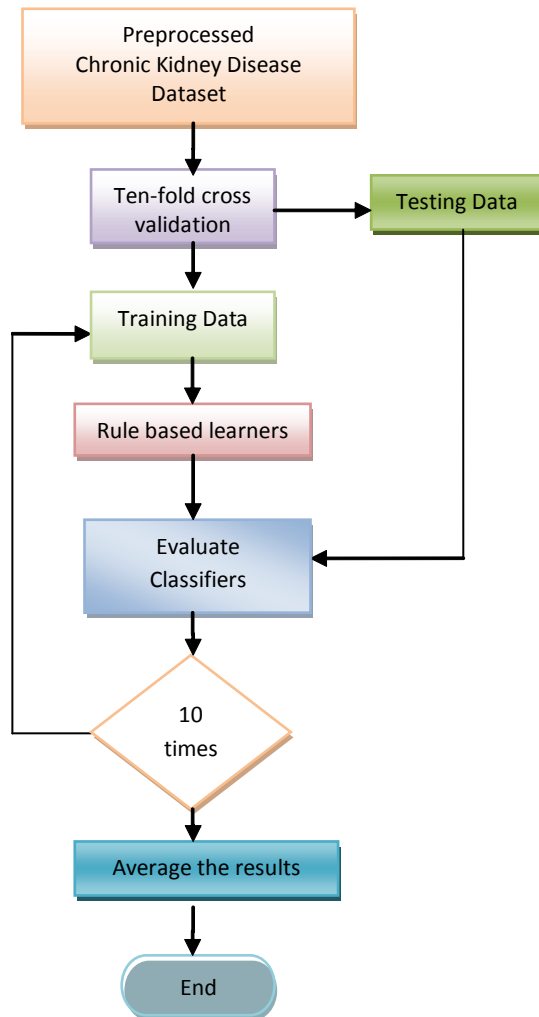 Preprocessed
Chronic Kidney Disease
Dataset
Ten-fold cross
validation
Testing Data
Training Data
Rule based learners
Evaluate
Classifiers
10
times
Average the results
End